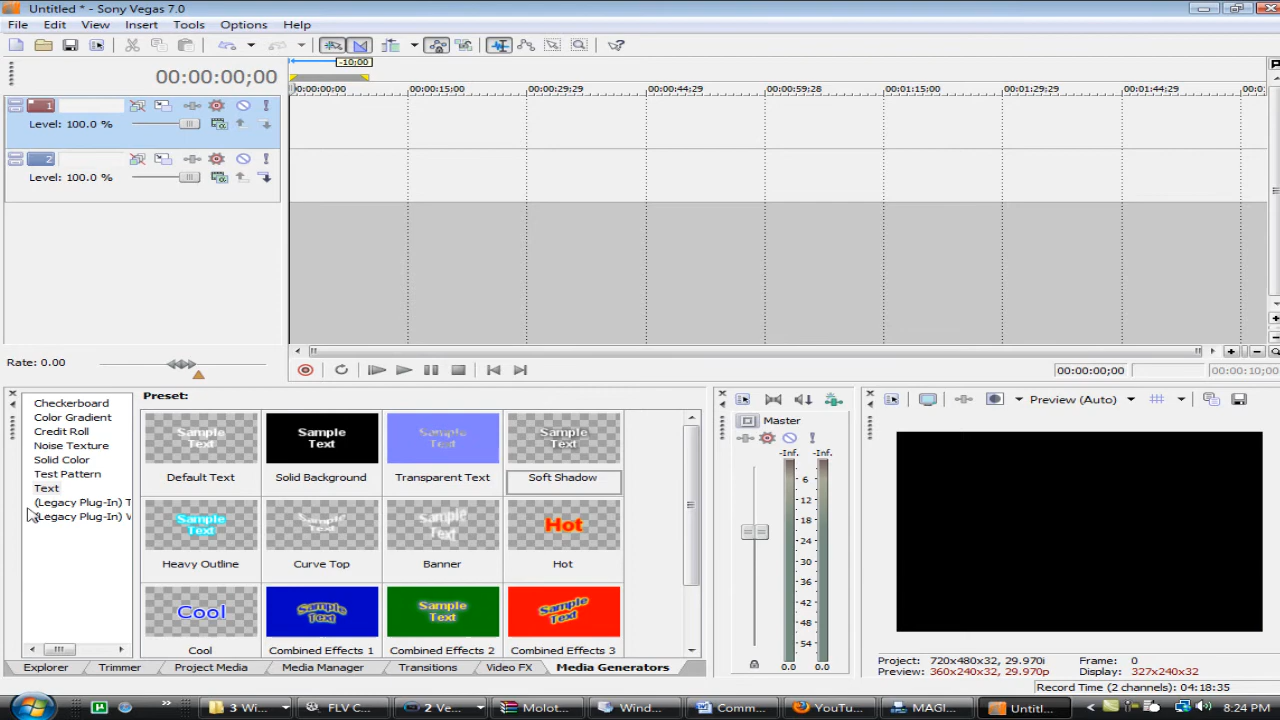 Untitled * - Sony Vegas 7.0
File Edit View Insert Tools Options Help
00:00:00;00
-10;00
00:00:00 00:00:15:00 00:00:29;29 00:00:44;29 00:00:59;28 00:01:15:00 00:01:29;29 00:01:44;29 00:0
1
Level: 100.0 %
2
Level: 100.0 %
Rate: 0.00
00:00:00;00 00:00:10;00
Checkerboard
Color Gradient
Credit Roll
Noise Texture
Solid Color
Test Pattern
Text
(Legacy Plug-In) T
(Legacy Plug-In) V
Preset:
Sample Text Sample Text Sample Text Sample Text
Default Text Solid Background Transparent Text Soft Shadow
Sample Text Sample Text Sample Text Hot
Heavy Outline Curve Top Banner Hot
Cool Sample Text Sample Text Sample Text
Cool Combined Effects 1 Combined Effects 2 Combined Effects 3
Explorer Trimmer Project Media Media Manager Transitions Video FX Media Generators
Master
-Inf. -Inf.
6
12
18
24
30
36
42
48
54
0.0 0.0
Preview (Auto)
Project: 720x480x32, 29.970i Frame: 0
Preview: 360x240x32, 29.970p Display: 327x240x32
Record Time (2 channels): 04:18:35
3 Wi... FLV C... 2 Ve... Molot... Wind... Comm... YouTu... MAGI... Untitl... 8:24 PM